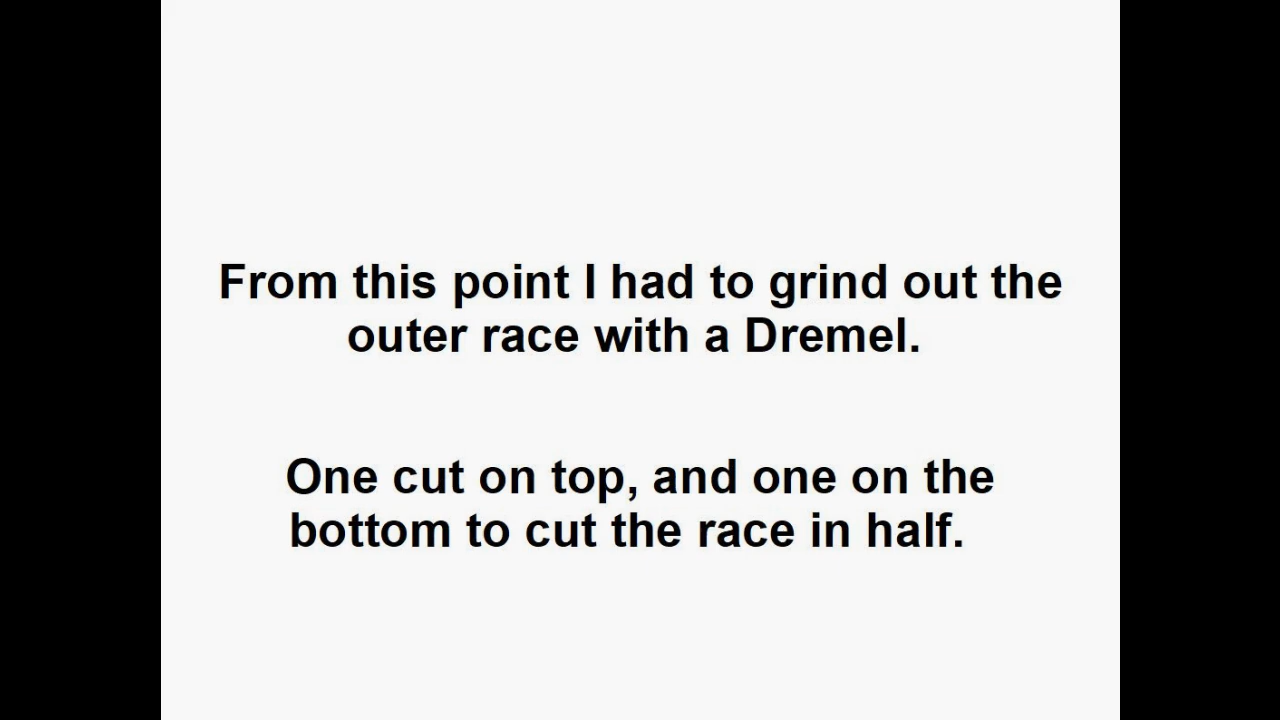 From this point I had to grind out the
outer race with a Dremel.
One cut on top, and one on the
bottom to cut the race in half.